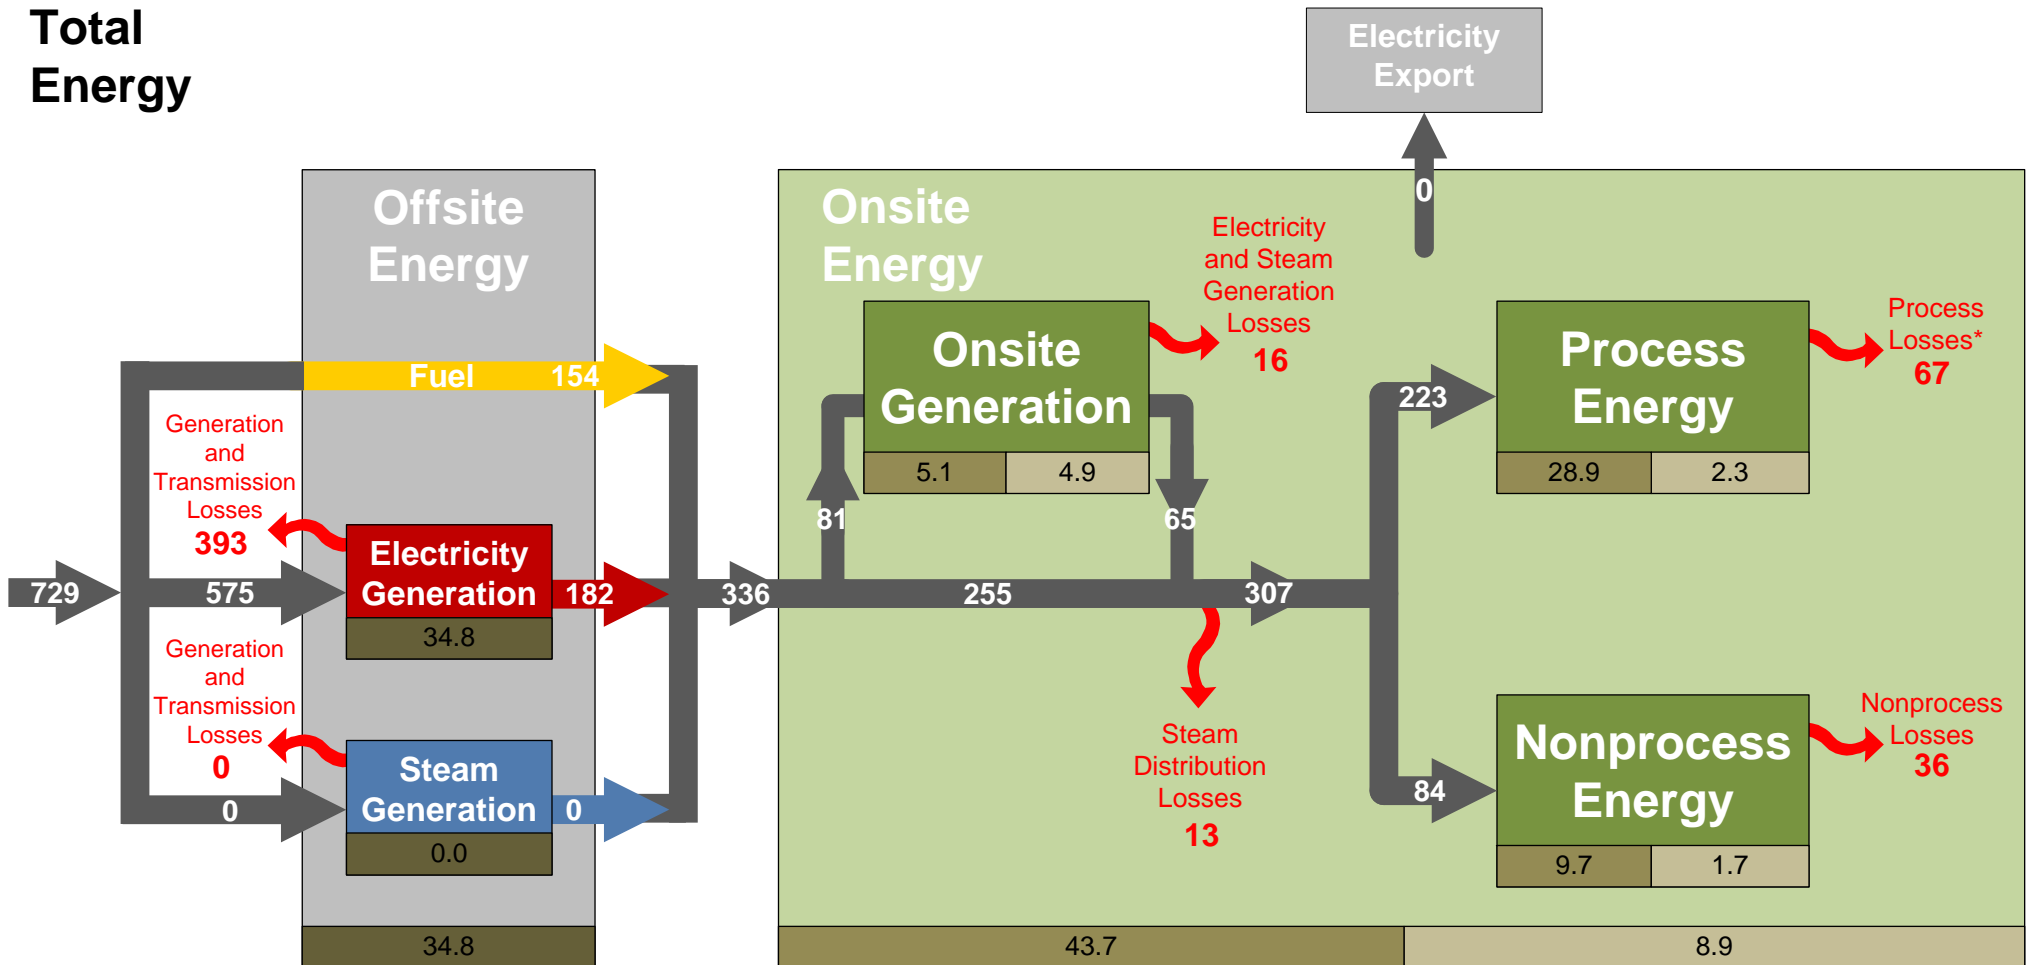 Total
Energy
Electricity
Export
0
Offsite
Energy
Onsite
Energy
Electricity
and Steam
Generation
Losses
16
Onsite
Generation
5.1 4.9
Process
Energy
28.9 2.3
Process
Losses*
67
Fuel 154
223
Generation
and
Transmission
Losses
393
81
65
Electricity
Generation
34.8
729
575
182
336
255
307
Generation
and
Transmission
Losses
0
Steam
Generation
0.0
0
0
Steam
Distribution
Losses
13
84
Nonprocess
Energy
9.7 1.7
Nonprocess
Losses
36
34.8
43.7
8.9